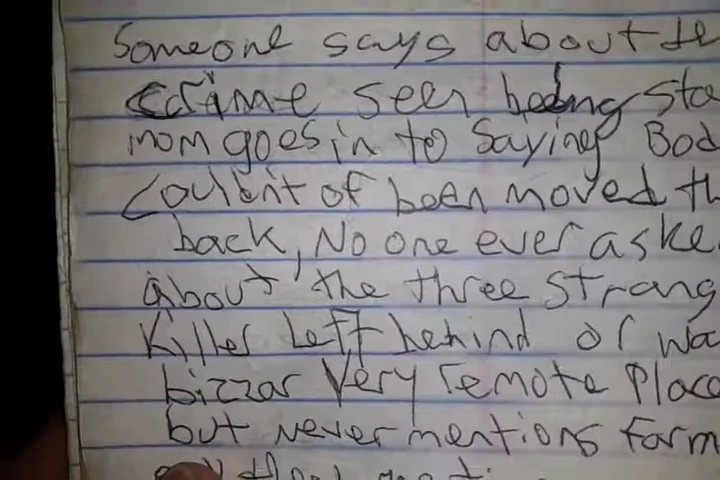 Someone says about
crime seen being sta
mom goes in to saying Bod
Couldn't of been moved th
back, No one ever aske
about the three strang
Killer Left behind or wa
bizzar Very remote Place
but never mentions form